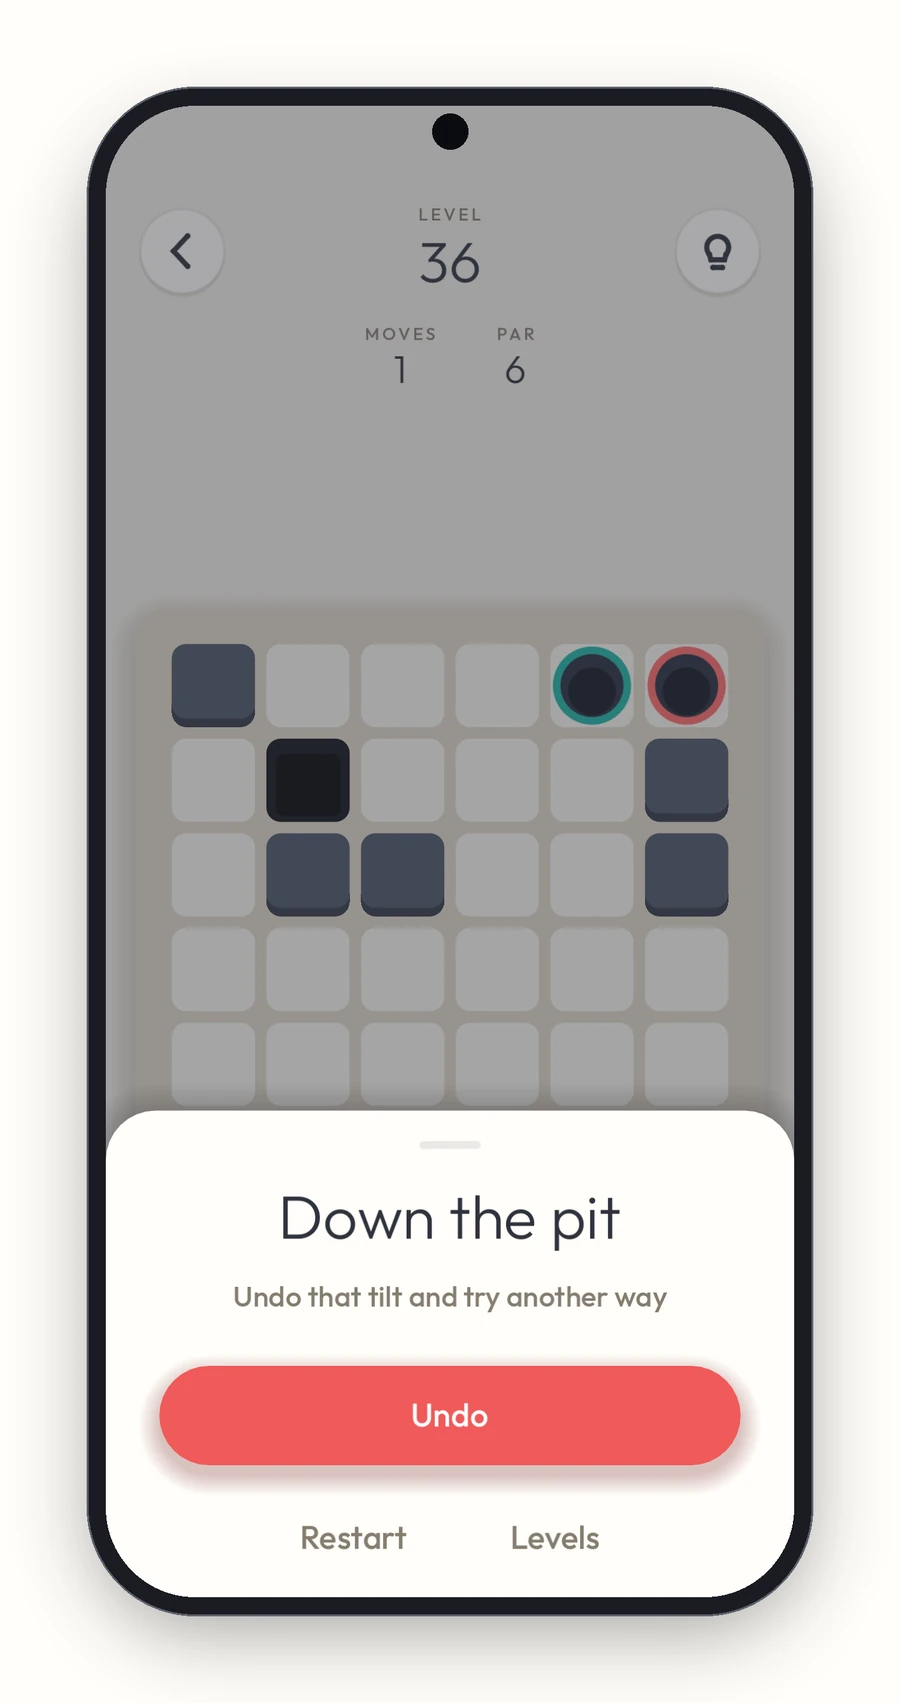 LEVEL
36
MOVES PAR
1 6
Down the pit
Undo that tilt and try another way
Undo
Restart Levels